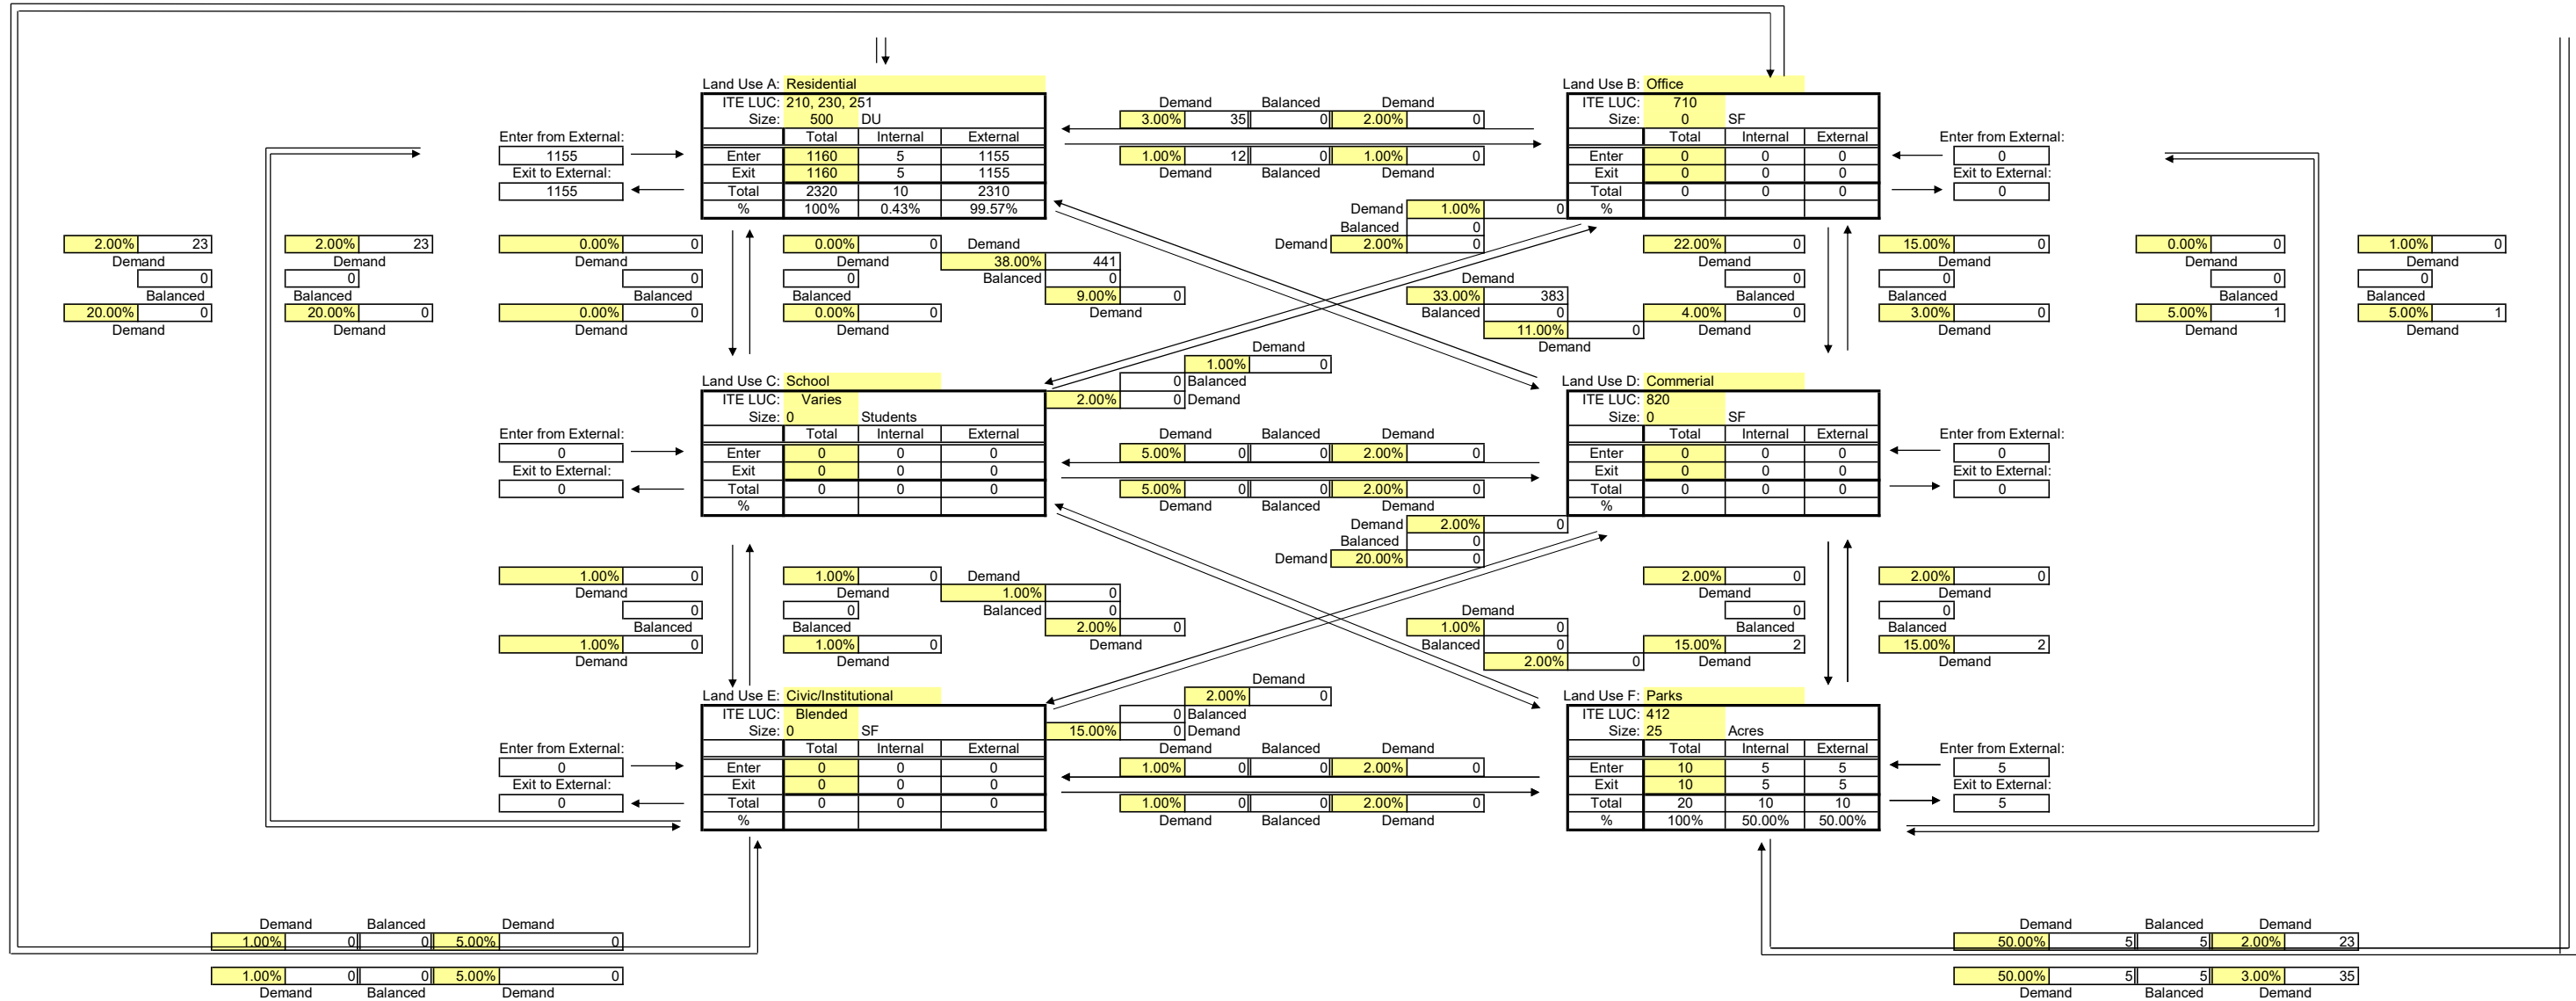 Land Use A: Residential
ITE LUC: 210, 230, 251
Size: 500 DU
Total Internal External
Enter 1160 5 1155
Exit 1160 5 1155
Total 2320 10 2310
% 100% 0.43% 99.57%
Enter from External:
1155
Exit to External:
1155
Demand Balanced Demand
3.00% 35 0 2.00% 0
1.00% 12 0 1.00% 0
Demand Balanced Demand
Land Use B: Office
ITE LUC: 710
Size: 0 SF
Total Internal External
Enter 0 0 0
Exit 0 0 0
Total 0 0 0
%
Enter from External:
0
Exit to External:
0
Demand 1.00% 0
Balanced 0
Demand 2.00% 0
2.00% 23
Demand
0
Balanced
20.00% 0
Demand
2.00% 23
Demand
0
Balanced
20.00% 0
Demand
0.00% 0
Demand
0
Balanced
0.00% 0
Demand
0.00% 0
Demand
0
Balanced
0.00% 0
Demand
Demand
38.00% 441
Balanced 0
9.00% 0
Demand
Demand
33.00% 383
Balanced 0
11.00% 0
Demand
22.00% 0
Demand
0
Balanced
4.00% 0
Demand
15.00% 0
Demand
0
Balanced
3.00% 0
Demand
0.00% 0
Demand
0
Balanced
5.00% 1
Demand
1.00% 0
Demand
0
Balanced
5.00% 1
Demand
Demand
1.00% 0
0 Balanced
2.00% 0 Demand
Land Use C: School
ITE LUC: Varies
Size: 0 Students
Total Internal External
Enter 0 0 0
Exit 0 0 0
Total 0 0 0
%
Enter from External:
0
Exit to External:
0
Demand Balanced Demand
5.00% 0 0 2.00% 0
5.00% 0 0 2.00% 0
Demand Balanced Demand
Land Use D: Commerial
ITE LUC: 820
Size: 0 SF
Total Internal External
Enter 0 0 0
Exit 0 0 0
Total 0 0 0
%
Enter from External:
0
Exit to External:
0
Demand 2.00% 0
Balanced 0
Demand 20.00% 0
1.00% 0
Demand
0
Balanced
1.00% 0
Demand
1.00% 0
Demand
0
Balanced
1.00% 0
Demand
Demand
1.00% 0
Balanced 0
2.00% 0
Demand
Demand
1.00% 0
Balanced 0
2.00% 0
2.00% 0
Demand
0
Balanced
15.00% 2
Demand
2.00% 0
Demand
0
Balanced
15.00% 2
Demand
Demand
2.00% 0
0 Balanced
15.00% 0 Demand
Land Use E: Civic/Institutional
ITE LUC: Blended
Size: 0 SF
Total Internal External
Enter 0 0 0
Exit 0 0 0
Total 0 0 0
%
Enter from External:
0
Exit to External:
0
Demand Balanced Demand
1.00% 0 0 2.00% 0
1.00% 0 0 2.00% 0
Demand Balanced Demand
Land Use F: Parks
ITE LUC: 412
Size: 25 Acres
Total Internal External
Enter 10 5 5
Exit 10 5 5
Total 20 10 10
% 100% 50.00% 50.00%
Enter from External:
5
Exit to External:
5
Demand Balanced Demand
1.00% 0 0 5.00% 0
1.00% 0 0 5.00% 0
Demand Balanced Demand
Demand Balanced Demand
50.00% 5 5 2.00% 23
50.00% 5 5 3.00% 35
Demand Balanced Demand